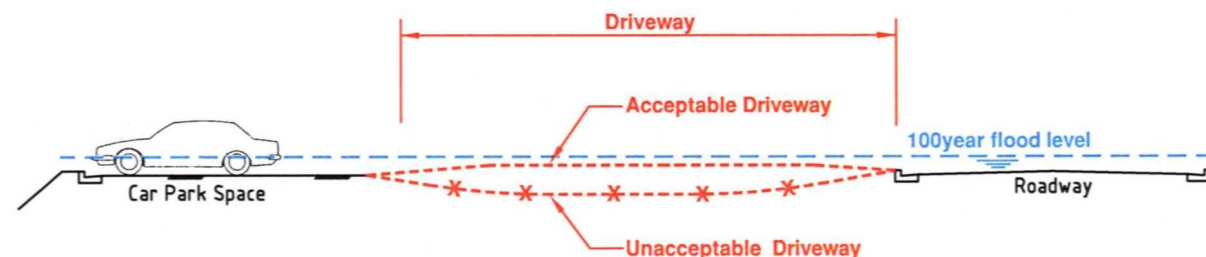 Driveway
Acceptable Driveway
100year flood level
Car Park Space
Roadway
Unacceptable Driveway